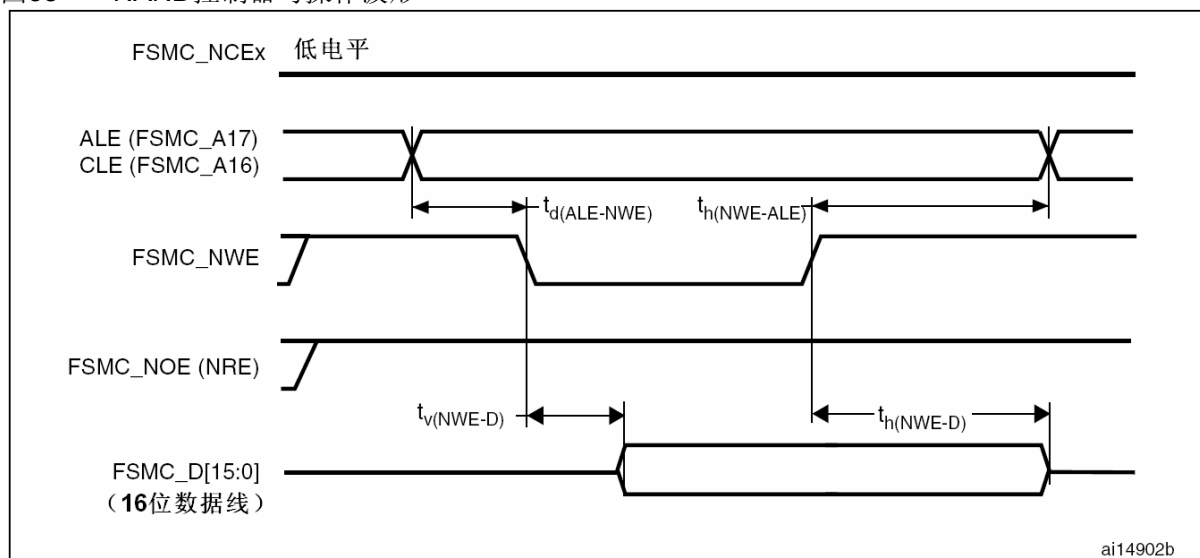 FSMC_NCEx 低电平
ALE (FSMC_A17)
CLE (FSMC_A16)
td(ALE-NWE) th(NWE-ALE)
FSMC_NWE
FSMC_NOE (NRE)
tv(NWE-D) th(NWE-D)
FSMC_D[15:0]
（16位数据线）
ai14902b